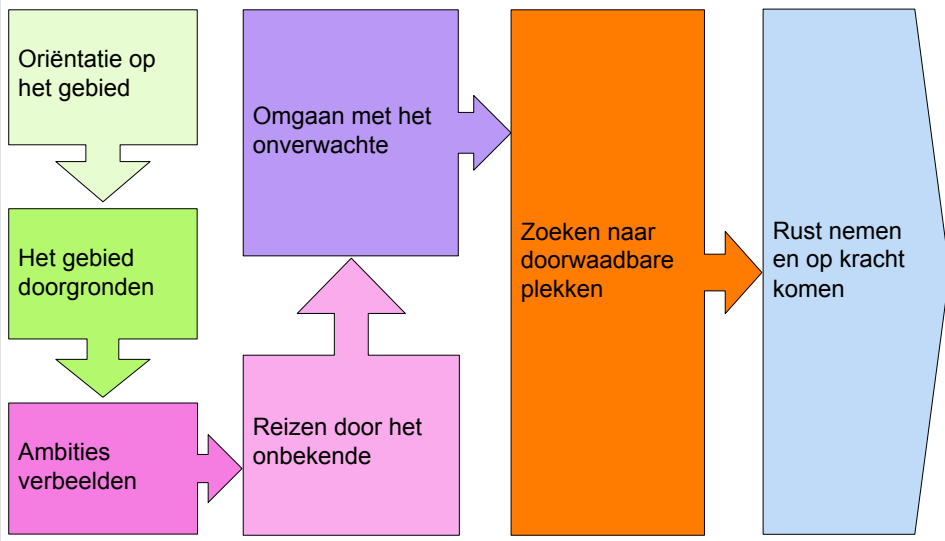 Oriëntatie op
het gebied
Het gebied
doorgronden
Ambities
verbeelden
Reizen door het
onbekende
Omgaan met het
onverwachte
Zoeken naar
doorwaadbare
plekken
Rust nemen
en op kracht
komen